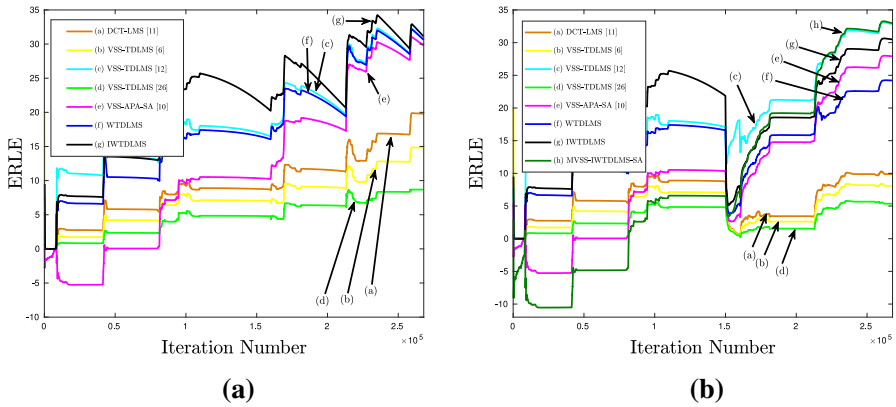 35
30
25
20
15
10
5
0
-5
-10
ERLE
(a) DCT-LMS [11]
(b) VSS-TDLMS [6]
(c) VSS-TDLMS [12]
(d) VSS-TDLMS [26]
(e) VSS-APA-SA [10]
(f) WTDLMS
(g) IWTDLMS
(g)
(f)
(c)
(e)
(d)
(b)
(a)
0 0.5 1 1.5 2 2.5
×10^5
Iteration Number
(a)
35
30
25
20
15
10
5
0
-5
-10
ERLE
(a) DCT-LMS [11]
(b) VSS-TDLMS [6]
(c) VSS-TDLMS [12]
(d) VSS-TDLMS [26]
(e) VSS-APA-SA [10]
(f) WTDLMS
(g) IWTDLMS
(h) MVSS-IWTDLMS-SA
(h)
(g)
(e)
(c)
(f)
(a)
(b)
(d)
0 0.5 1 1.5 2 2.5
×10^5
Iteration Number
(b)